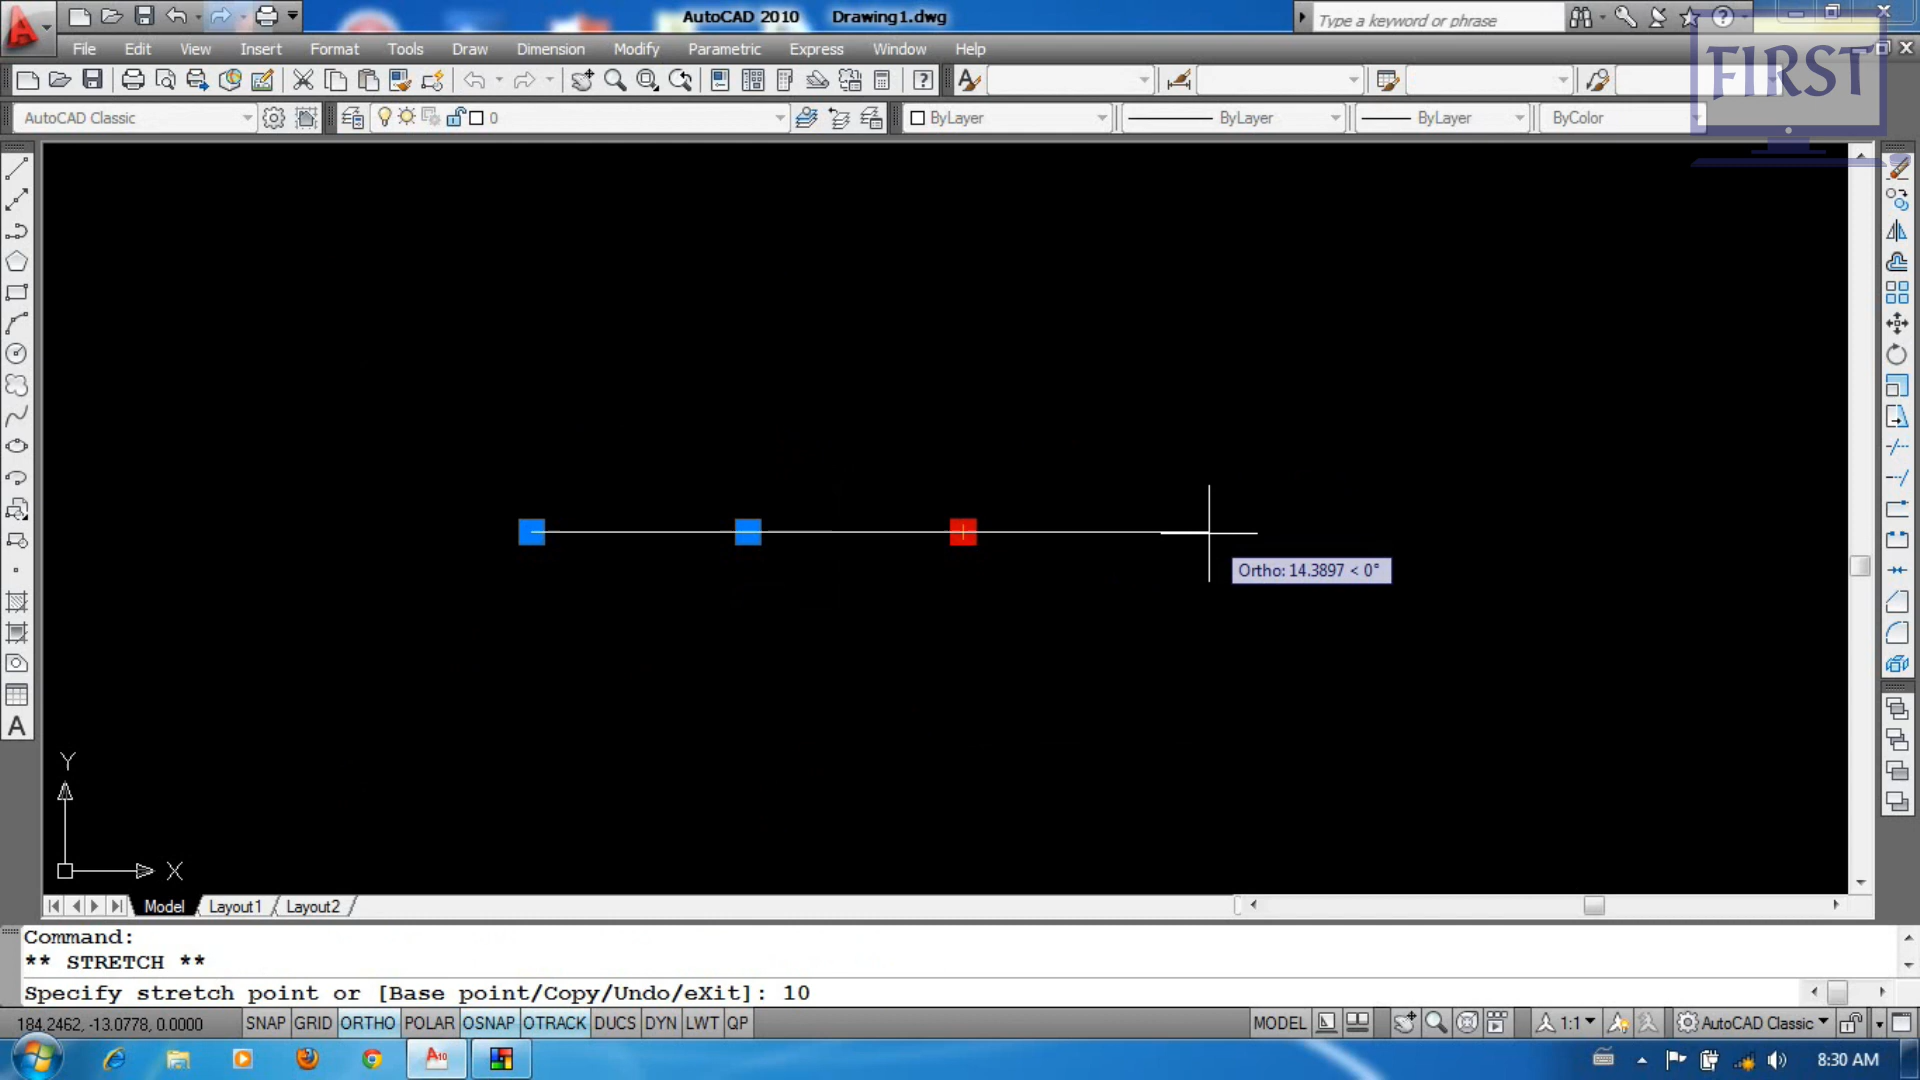 AutoCAD 2010 Drawing1.dwg
Type a keyword or phrase
File Edit View Insert Format Tools Draw Dimension Modify Parametric Express Window Help
FIRST
AutoCAD Classic
0
ByLayer
ByLayer
ByLayer
ByColor
Ortho: 14.3897 < 0°
Y
X
A
Model Layout1 Layout2
Command:
** STRETCH **
Specify stretch point or [Base point/Copy/Undo/eXit]: 10
184.2462, -13.0778, 0.0000 SNAP GRID ORTHO POLAR OSNAP OTRACK DUCS DYN LWT QP MODEL 1:1 AutoCAD Classic
8:30 AM